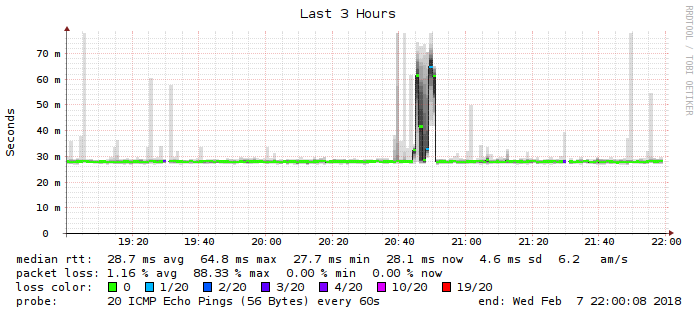 Last 3 Hours
RRDTOOL / TOBI OETIKER
Seconds
70 m
60 m
50 m
40 m
30 m
20 m
10 m
0
19:20 19:40 20:00 20:20 20:40 21:00 21:20 21:40 22:00
median rtt: 28.7 ms avg 64.8 ms max 27.7 ms min 28.1 ms now 4.6 ms sd 6.2 am/s
packet loss: 1.16 % avg 88.33 % max 0.00 % min 0.00 % now
loss color: 0 1/20 2/20 3/20 4/20 10/20 19/20
probe: 20 ICMP Echo Pings (56 Bytes) every 60s end: Wed Feb 7 22:00:08 2018